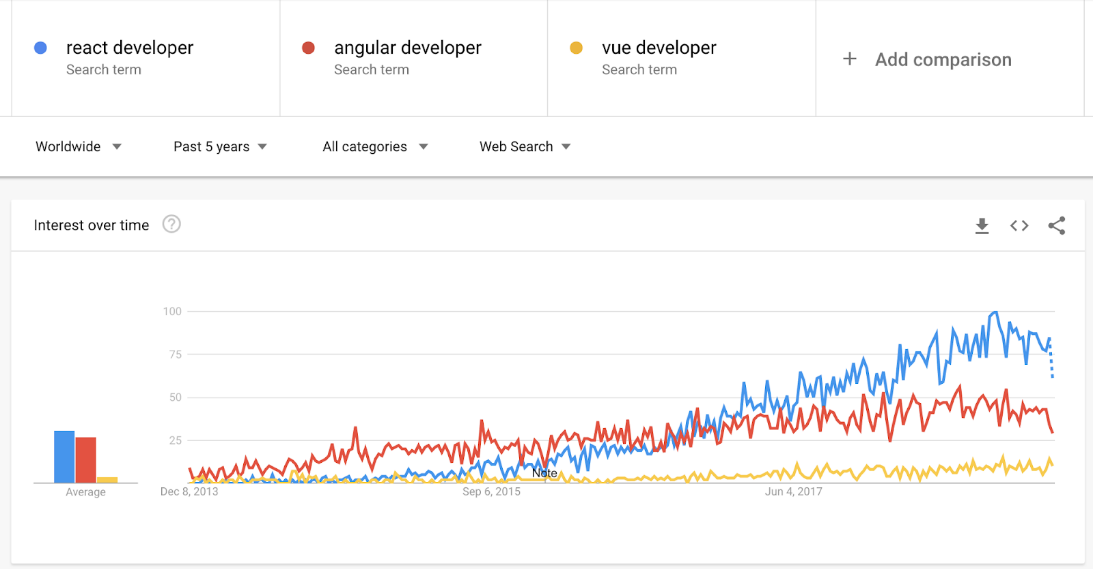 react developer
Search term
angular developer
Search term
vue developer
Search term
+ Add comparison
Worldwide
Past 5 years
All categories
Web Search
Interest over time ?
100
75
50
25
Average
Note
Dec 8, 2013
Sep 6, 2015
Jun 4, 2017